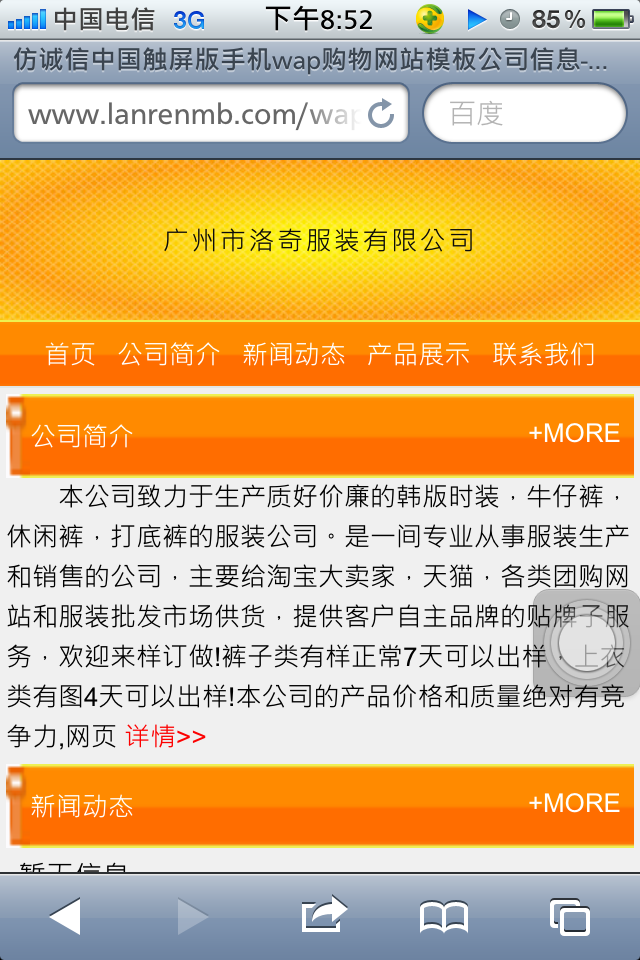 中国电信 3G 下午8:52 85%
仿诚信中国触屏版手机wap购物网站模板公司信息-...
www.lanrenmb.com/wap 百度
广州市洛奇服装有限公司
首页 公司简介 新闻动态 产品展示 联系我们
公司简介 +MORE
本公司致力于生产质好价廉的韩版时装，牛仔裤，
休闲裤，打底裤的服装公司。是一间专业从事服装生产
和销售的公司，主要给淘宝大卖家，天猫，各类团购网
站和服装批发市场供货，提供客户自主品牌的贴牌子服
务，欢迎来样订做!裤子类有样正常7天可以出样，上衣
类有图4天可以出样!本公司的产品价格和质量绝对有竞
争力,网页 详情>>
新闻动态 +MORE
暂无信息